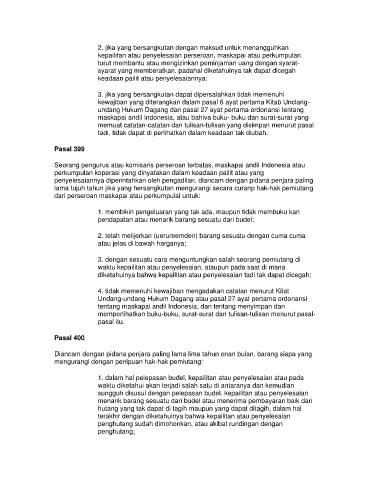 2. jika yang bersangkutan dengan maksud untuk menangguhkan
kepailitan atau penyelesaian perseroan, maskapai atau perkumpulan.
turut membantu atau mengizinkan peminjaman uang dengan syarat-
syarat yang memberatkan, padahal diketahuinya tak dapat dicegah
keadaan pailit atau penyelesaiannya;
3. jika yang bersangkutan dapat dipersalahkan tidak memenuhi
kewajiban yang diterangkan dalam pasal 6 ayat pertama Kitab Undang-
undang Hukum Dagang dan pasal 27 ayat pertama ordonansi tentang
maskapai andil Indonesia, atau bahiva buku- buku dan surat-surat yang
memuat catatan-catatan dan tulisan-tulisan yang disimpan menurut pasal
tadi, tidak dapat di perlihatkan dalam keadaan tak diubah.
Pasal 399
Seorang pengurus atau komisaris perseroan terbatas, maskapai andil Indonesia atau
perkumpulan koperasi yang dinyatakan dalam keadaan pailit atau yang
penyelesaiannya diperintahkan oleh pengadilan, diancam dengan pidana penjara paling
lama tujuh tahun jika yang hersangkutan mengurangi secara curanp hak-hak pemiutang
dari perseroan maskapai atau perkumpulai untuk:
1. membikin pengeluaran yang tak ada, maupun tidak membuku kan
pendapatan atau menarik barang sesuatu dari budel;
2. telah melijerkan (uerureemden) barang sesuatu dengan cuma cuma
atau jelas di bawah harganya;
3. dengan sesuatu cara menguntungkan salah seorang pemiutang di
waktu kepailitan atau penyelesaian, ataupun pada saat di mana
diketahuinya bahwa kepailitan atau penyelesaian tadi tak dapat dicegah;
4. tidak memenuhi kewajiban mengadakan catatan menurut Kitat
Undang-undang Hukum Dagang atau pasal 27 ayat pertama ordonansi
tentang maskapai andil Indonesia, dan tentang menyimpan dan
memporlihatkan buku-buku, surat-surat dan tulisan-tulisan menurut pasal-
pasal itu.
Pasal 400
Diancam dengan pidana penjara paling lama lima tahun enan bulan, barang siapa yang
mengurangi dengan penipuan hak-hak pemiutang:
1. dalam hal pelepasan budel, kepailitan atau penyelesaian atau pada
waktu diketahui akan terjadi salah satu di antaranya dan kemudian
sungguh disusul dengan pelepasan budel. kepailitan atau penyelesaian
menarik barang sesuatu dari budel atau menerima pembayaran baik dari
hutang yang tak dapat di tagih maupun yang dapat ditagih, dalam hal
terakhir dengan diketahuinya bahwa kepailitan atau penyelesaian
penghutang sudah dimohonkan, atau akibat rundingan dengan
penghutang;